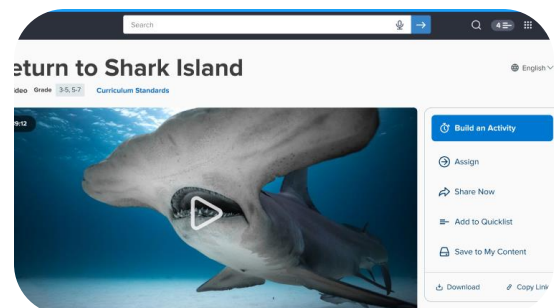 Search
4
eturn to Shark Island
English
ideo Grade 3-5, 5-7 Curriculum Standards
9:12
Build an Activity
Assign
Share Now
Add to Quicklist
Save to My Content
Download Copy Link